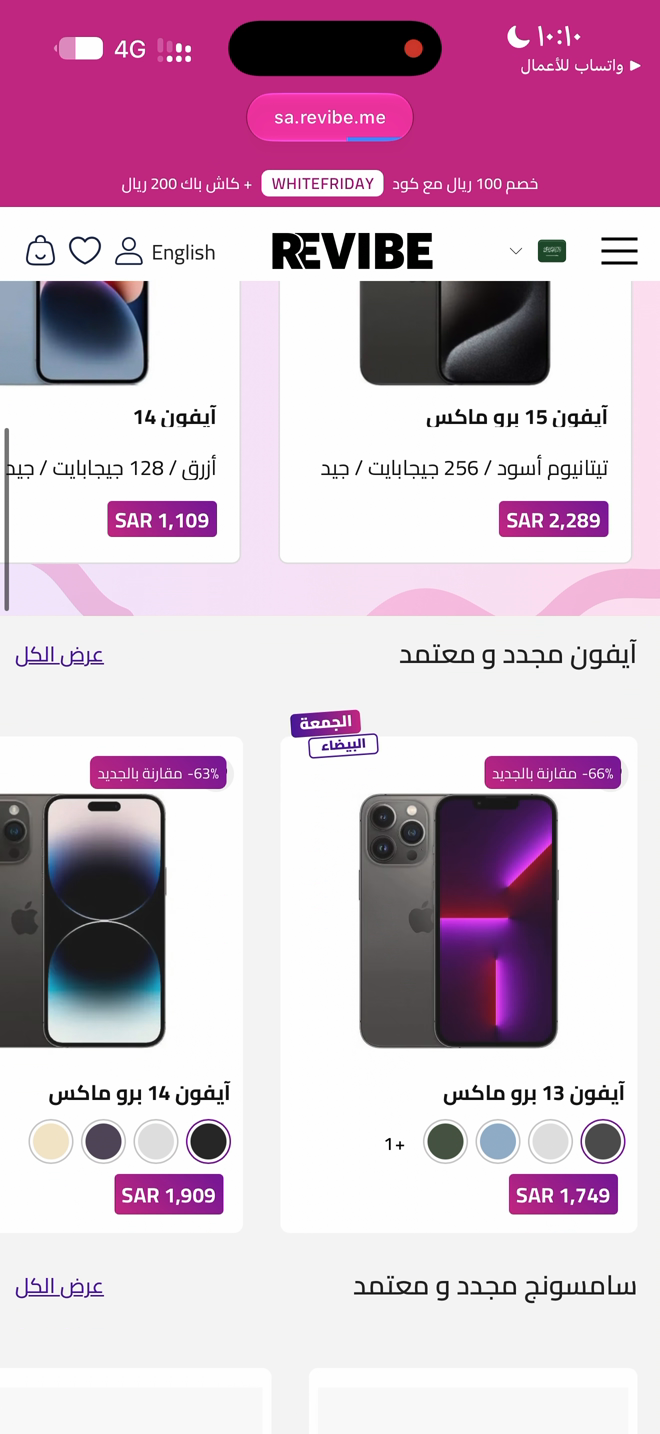 ١٠:١٠
4G
◀ واتساب للأعمال
sa.revibe.me
خصم 100 ريال مع كود WHITEFRIDAY + كاش باك 200 ريال
REVIBE
English
آيفون 15 برو ماكس
تيتانيوم أسود / 256 جيجابايت / جيد
SAR 2,289
آيفون 14
أزرق / 128 جيجابايت / جيد
SAR 1,109
آيفون مجدد و معتمد
عرض الكل
الجمعة
البيضاء
-66% مقارنة بالجديد
آيفون 13 برو ماكس
+1
SAR 1,749
-63% مقارنة بالجديد
آيفون 14 برو ماكس
SAR 1,909
سامسونج مجدد و معتمد
عرض الكل